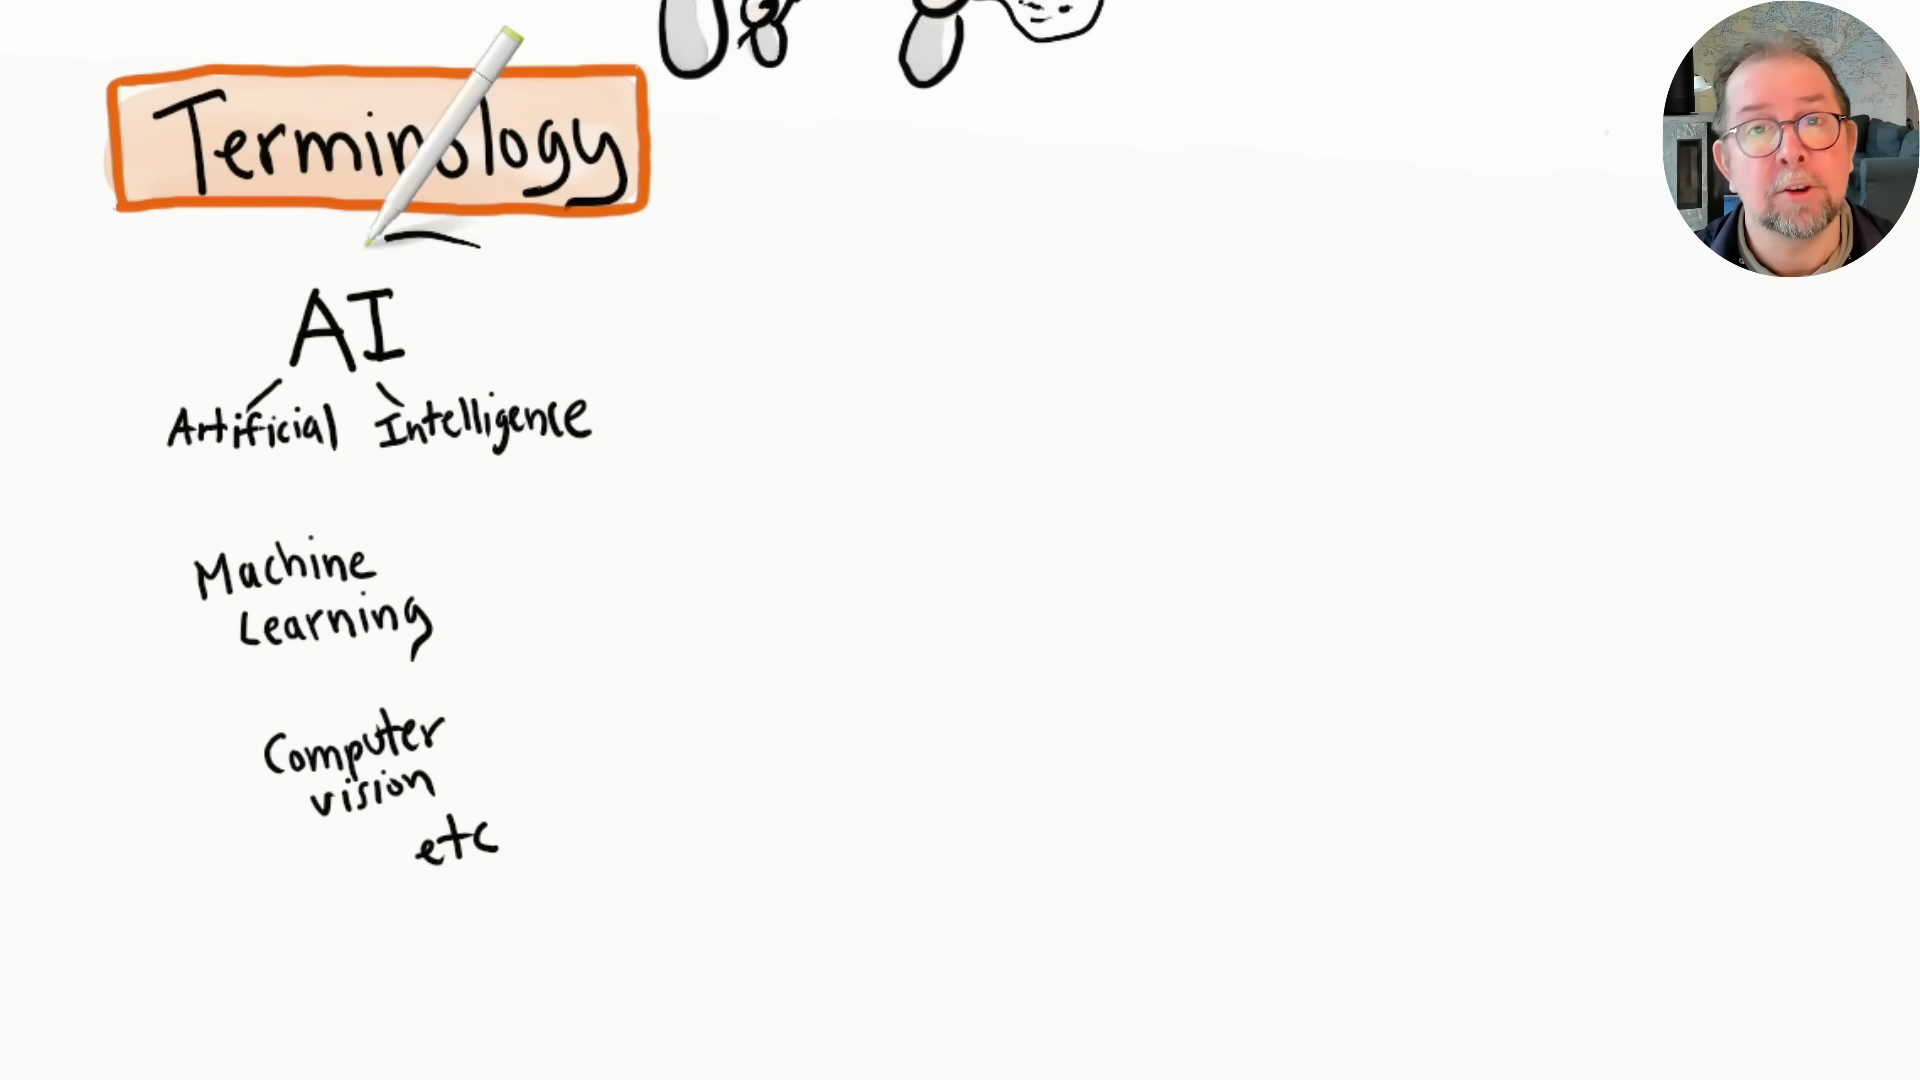 Terminology
AI
Artificial Intelligence
Machine
Learning
Computer
vision
etc